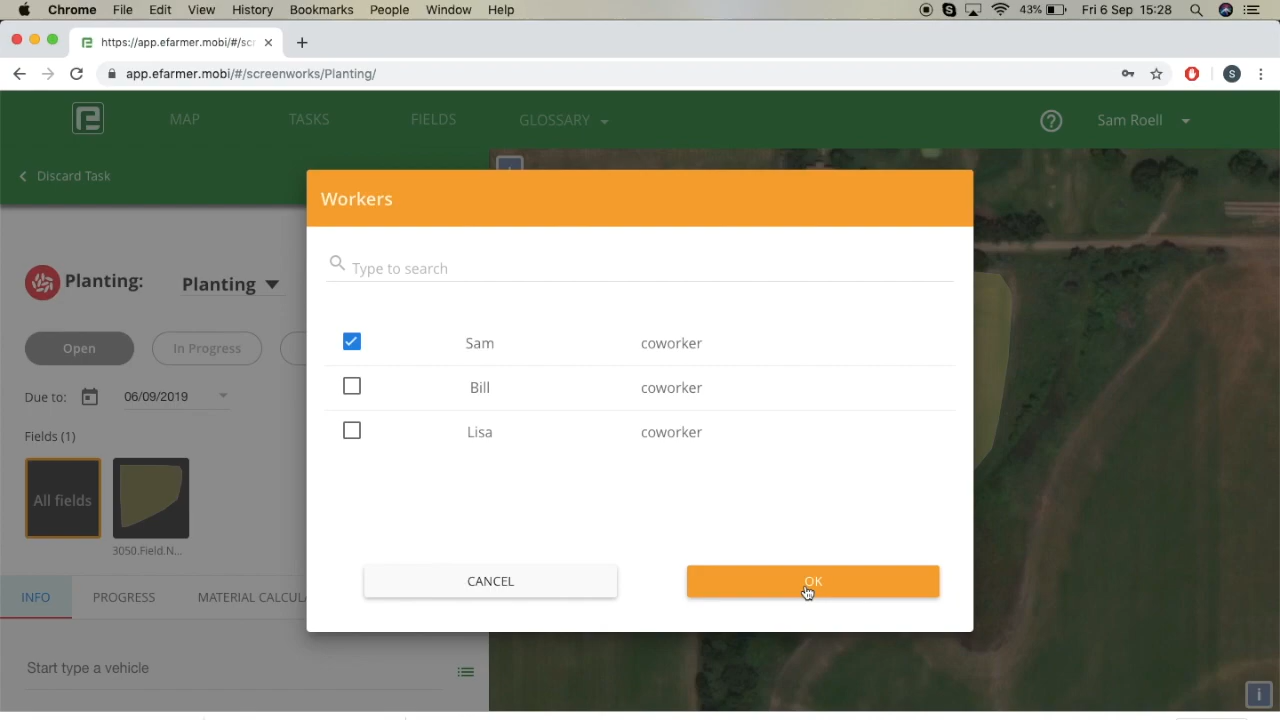 Chrome File Edit View History Bookmarks People Window Help 43% Fri 6 Sep 15:28
https://app.efarmer.mobi/#/scr
app.efarmer.mobi/#/screenworks/Planting/ S
MAP TASKS FIELDS GLOSSARY Sam Roell
Discard Task
Workers
Type to search
Planting: Planting
Open In Progress
Sam coworker
Due to: 06/09/2019
Bill coworker
Fields (1)
Lisa coworker
All fields
3050.Field.N...
CANCEL OK
INFO PROGRESS MATERIAL CALCULA
Start type a vehicle